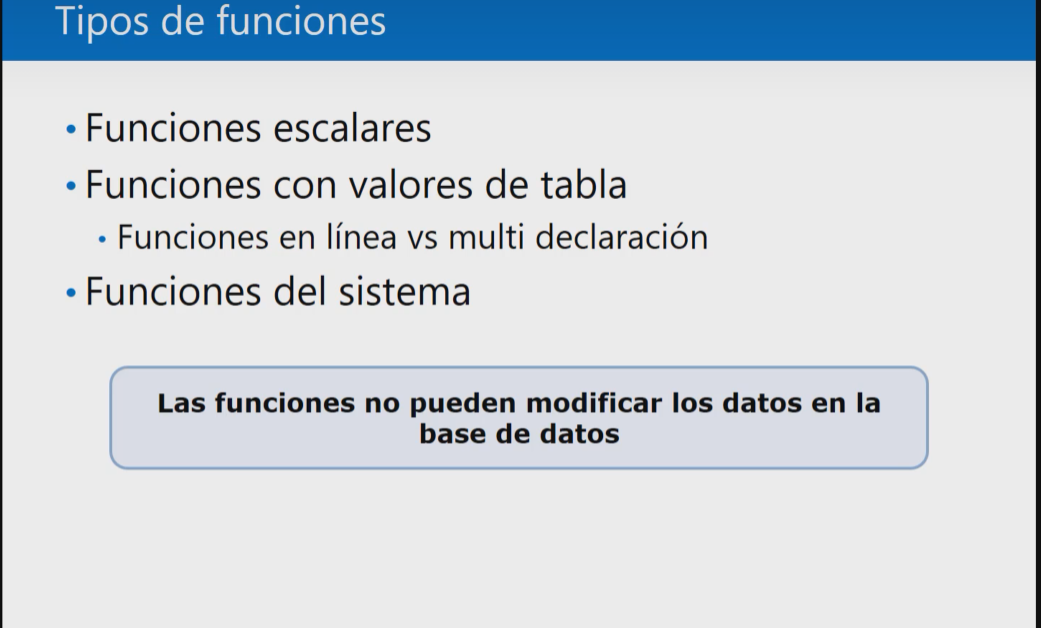 Tipos de funciones
• Funciones escalares
• Funciones con valores de tabla
• Funciones en línea vs multi declaración
• Funciones del sistema
Las funciones no pueden modificar los datos en la
base de datos